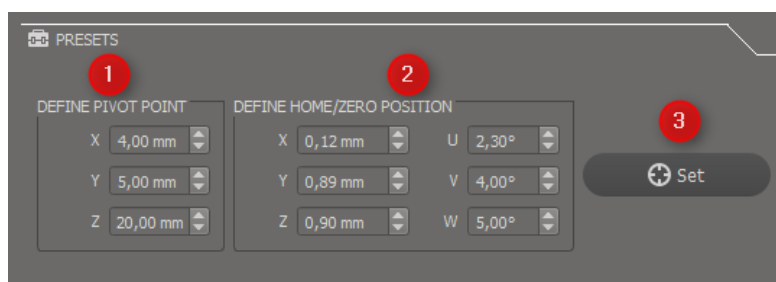 PRESETS
1 2
DEFINE PIVOT POINT DEFINE HOME/ZERO POSITION
3
X 4,00 mm X 0,12 mm U 2,30°
Y 5,00 mm Y 0,89 mm V 4,00° Set
Z 20,00 mm Z 0,90 mm W 5,00°